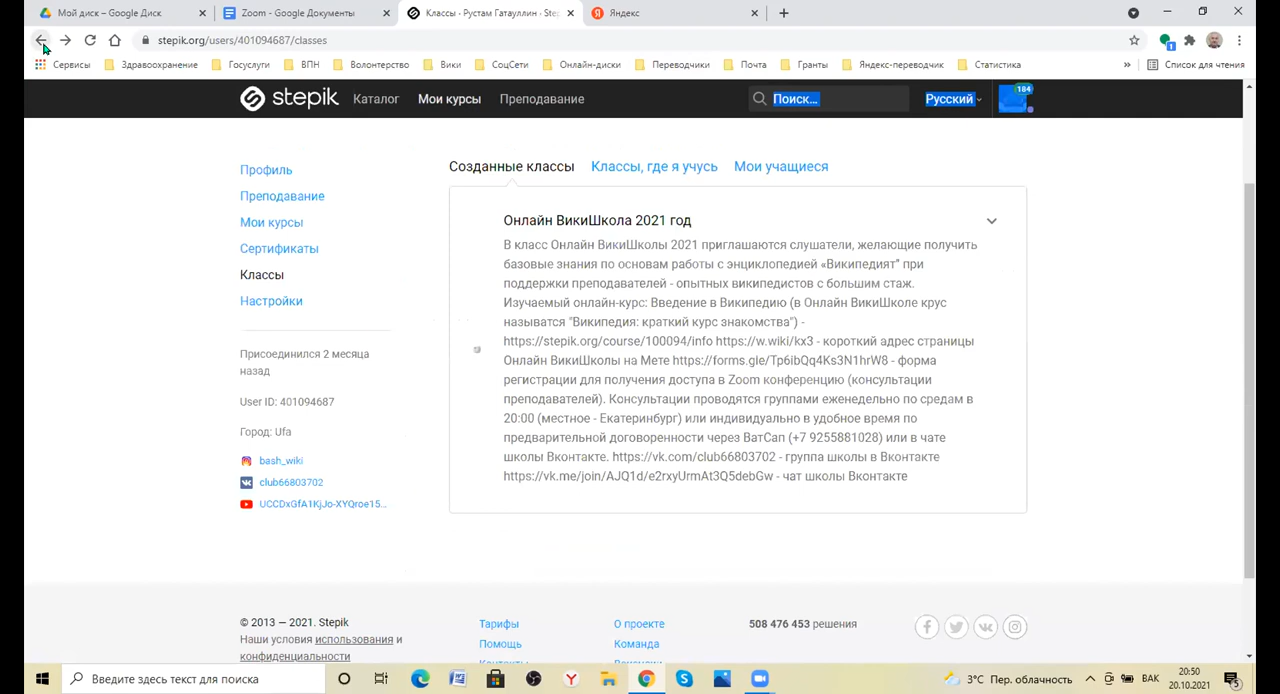 Мой диск – Google Диск
Zoom - Google Документы
Классы · Рустам Гатауллин · Ste
Яндекс
stepik.org/users/401094687/classes
1
Сервисы
Здравоохранение
Госуслуги
ВПН
Волонтерство
Вики
СоцСети
Онлайн-диски
Переводчики
Почта
Гранты
Яндекс-переводчик
Статистика
»
Список для чтения
stepik
Каталог
Мои курсы
Преподавание
Поиск...
Русский
184
Профиль
Преподавание
Мои курсы
Сертификаты
Классы
Настройки
Присоединился 2 месяца
назад
User ID: 401094687
Город: Ufa
bash_wiki
club66803702
UCCDxGfA1KjJo-XYQroe15...
Созданные классы
Классы, где я учусь
Мои учащиеся
Онлайн ВикиШкола 2021 год
В класс Онлайн ВикиШколы 2021 приглашаются слушатели, желающие получить
базовые знания по основам работы с энциклопедией «Википедият" при
поддержки преподавателей - опытных википедистов с большим стаж.
Изучаемый онлайн-курс: Введение в Википедию (в Онлайн ВикиШколе крус
называтся "Википедия: краткий курс знакомства") -
https://stepik.org/course/100094/info https://w.wiki/kx3 - короткий адрес страницы
Онлайн ВикиШколы на Мете https://forms.gle/Tp6ibQq4Ks3N1hrW8 - форма
регистрации для получения доступа в Zoom конференцию (консультации
преподавателей). Консультации проводятся группами еженедельно по средам в
20:00 (местное - Екатеринбург) или индивидуально в удобное время по
предварительной договоренности через ВатСап (+7 9255881028) или в чате
школы Вконтакте. https://vk.com/club66803702 - группа школы в Вконтакте
https://vk.me/join/AJQ1d/e2rxyUrmAt3Q5debGw - чат школы Вконтакте
© 2013 — 2021. Stepik
Наши условия использования и
конфиденциальности
Тарифы
Помощь
Контакты
О проекте
Команда
Вакансии
508 476 453 решения
Введите здесь текст для поиска
3°C Пер. облачность
ВАК
20:50
20.10.2021
5